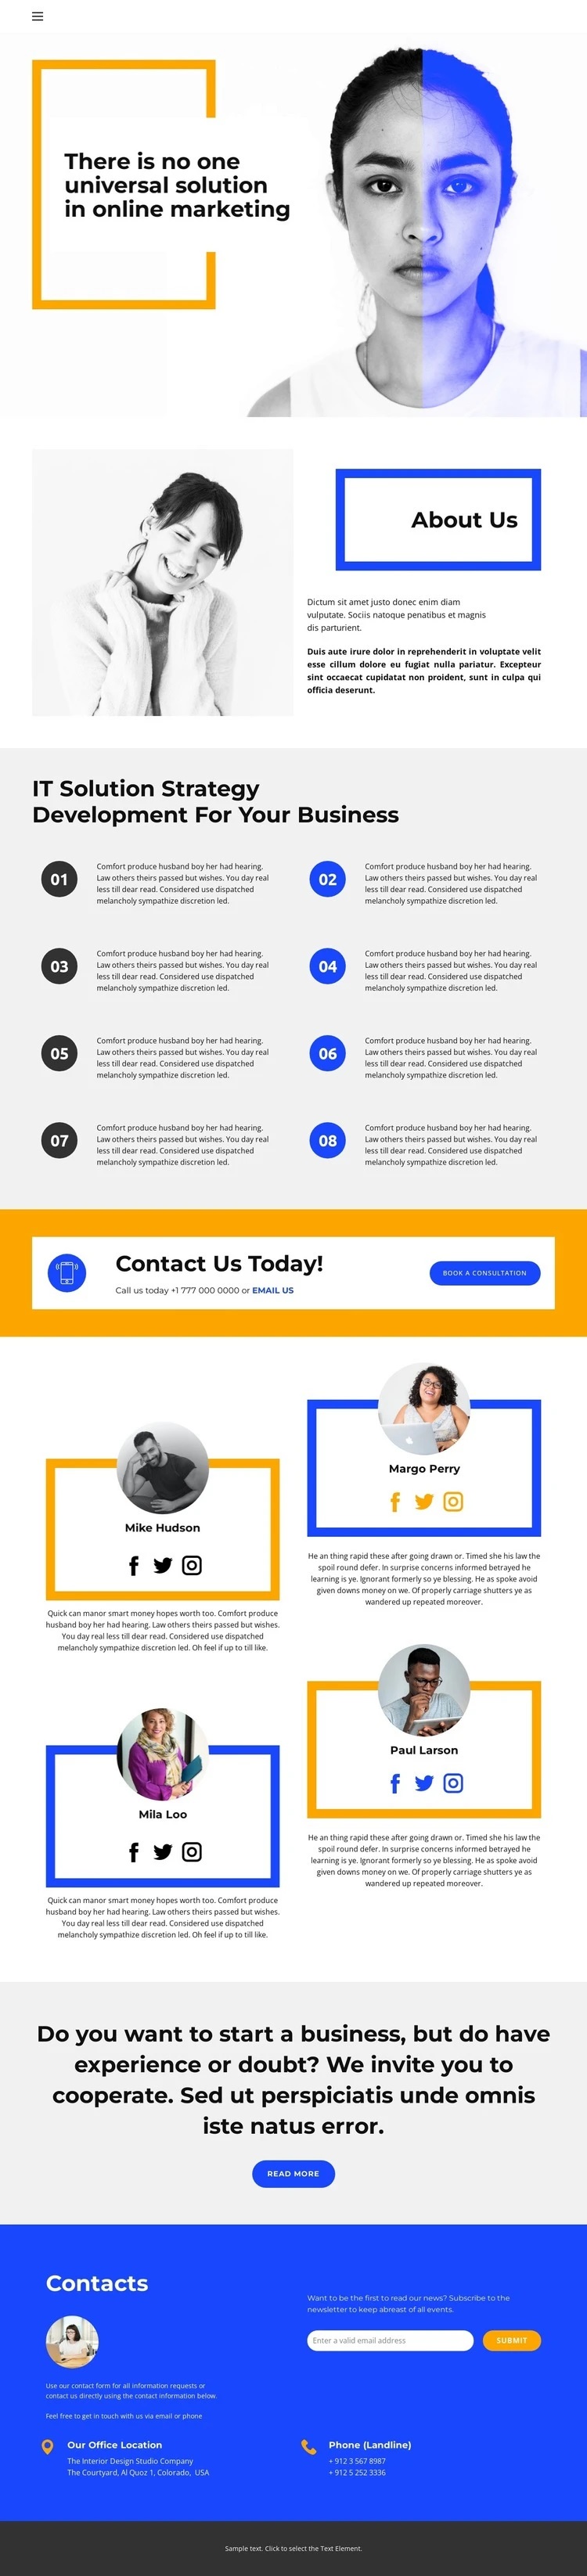 There is no one
universal solution
in online marketing
About Us
Dictum sit amet justo donec enim diam
vulputate. Sociis natoque penatibus et magnis
dis parturient.
Duis aute irure dolor in reprehenderit in voluptate velit
esse cillum dolore eu fugiat nulla pariatur. Excepteur
sint occaecat cupidatat non proident, sunt in culpa qui
officia deserunt.
IT Solution Strategy
Development For Your Business
01
Comfort produce husband boy her had hearing.
Law others theirs passed but wishes. You day real
less till dear read. Considered use dispatched
melancholy sympathize discretion led.
02
Comfort produce husband boy her had hearing.
Law others theirs passed but wishes. You day real
less till dear read. Considered use dispatched
melancholy sympathize discretion led.
03
Comfort produce husband boy her had hearing.
Law others theirs passed but wishes. You day real
less till dear read. Considered use dispatched
melancholy sympathize discretion led.
04
Comfort produce husband boy her had hearing.
Law others theirs passed but wishes. You day real
less till dear read. Considered use dispatched
melancholy sympathize discretion led.
05
Comfort produce husband boy her had hearing.
Law others theirs passed but wishes. You day real
less till dear read. Considered use dispatched
melancholy sympathize discretion led.
06
Comfort produce husband boy her had hearing.
Law others theirs passed but wishes. You day real
less till dear read. Considered use dispatched
melancholy sympathize discretion led.
07
Comfort produce husband boy her had hearing.
Law others theirs passed but wishes. You day real
less till dear read. Considered use dispatched
melancholy sympathize discretion led.
08
Comfort produce husband boy her had hearing.
Law others theirs passed but wishes. You day real
less till dear read. Considered use dispatched
melancholy sympathize discretion led.
Contact Us Today!
Call us today +1 777 000 0000 or EMAIL US
BOOK A CONSULTATION
Mike Hudson
Quick can manor smart money hopes worth too. Comfort produce
husband boy her had hearing. Law others theirs passed but wishes.
You day real less till dear read. Considered use dispatched
melancholy sympathize discretion led. Oh feel if up to till like.
Margo Perry
He an thing rapid these after going drawn or. Timed she his law the
spoil round defer. In surprise concerns informed betrayed he
learning is ye. Ignorant formerly so ye blessing. He as spoke avoid
given downs money on we. Of properly carriage shutters ye as
wandered up repeated moreover.
Mila Loo
Quick can manor smart money hopes worth too. Comfort produce
husband boy her had hearing. Law others theirs passed but wishes.
You day real less till dear read. Considered use dispatched
melancholy sympathize discretion led. Oh feel if up to till like.
Paul Larson
He an thing rapid these after going drawn or. Timed she his law the
spoil round defer. In surprise concerns informed betrayed he
learning is ye. Ignorant formerly so ye blessing. He as spoke avoid
given downs money on we. Of properly carriage shutters ye as
wandered up repeated moreover.
Do you want to start a business, but do have
experience or doubt? We invite you to
cooperate. Sed ut perspiciatis unde omnis
iste natus error.
READ MORE
Contacts
Use our contact form for all information requests or
contact us directly using the contact information below.
Feel free to get in touch with us via email or phone
Want to be the first to read our news? Subscribe to the
newsletter to keep abreast of all events.
Enter a valid email address
SUBMIT
Our Office Location
The Interior Design Studio Company
The Courtyard, Al Quoz 1, Colorado, USA
Phone (Landline)
+ 912 3 567 8987
+ 912 5 252 3336
Sample text. Click to select the Text Element.